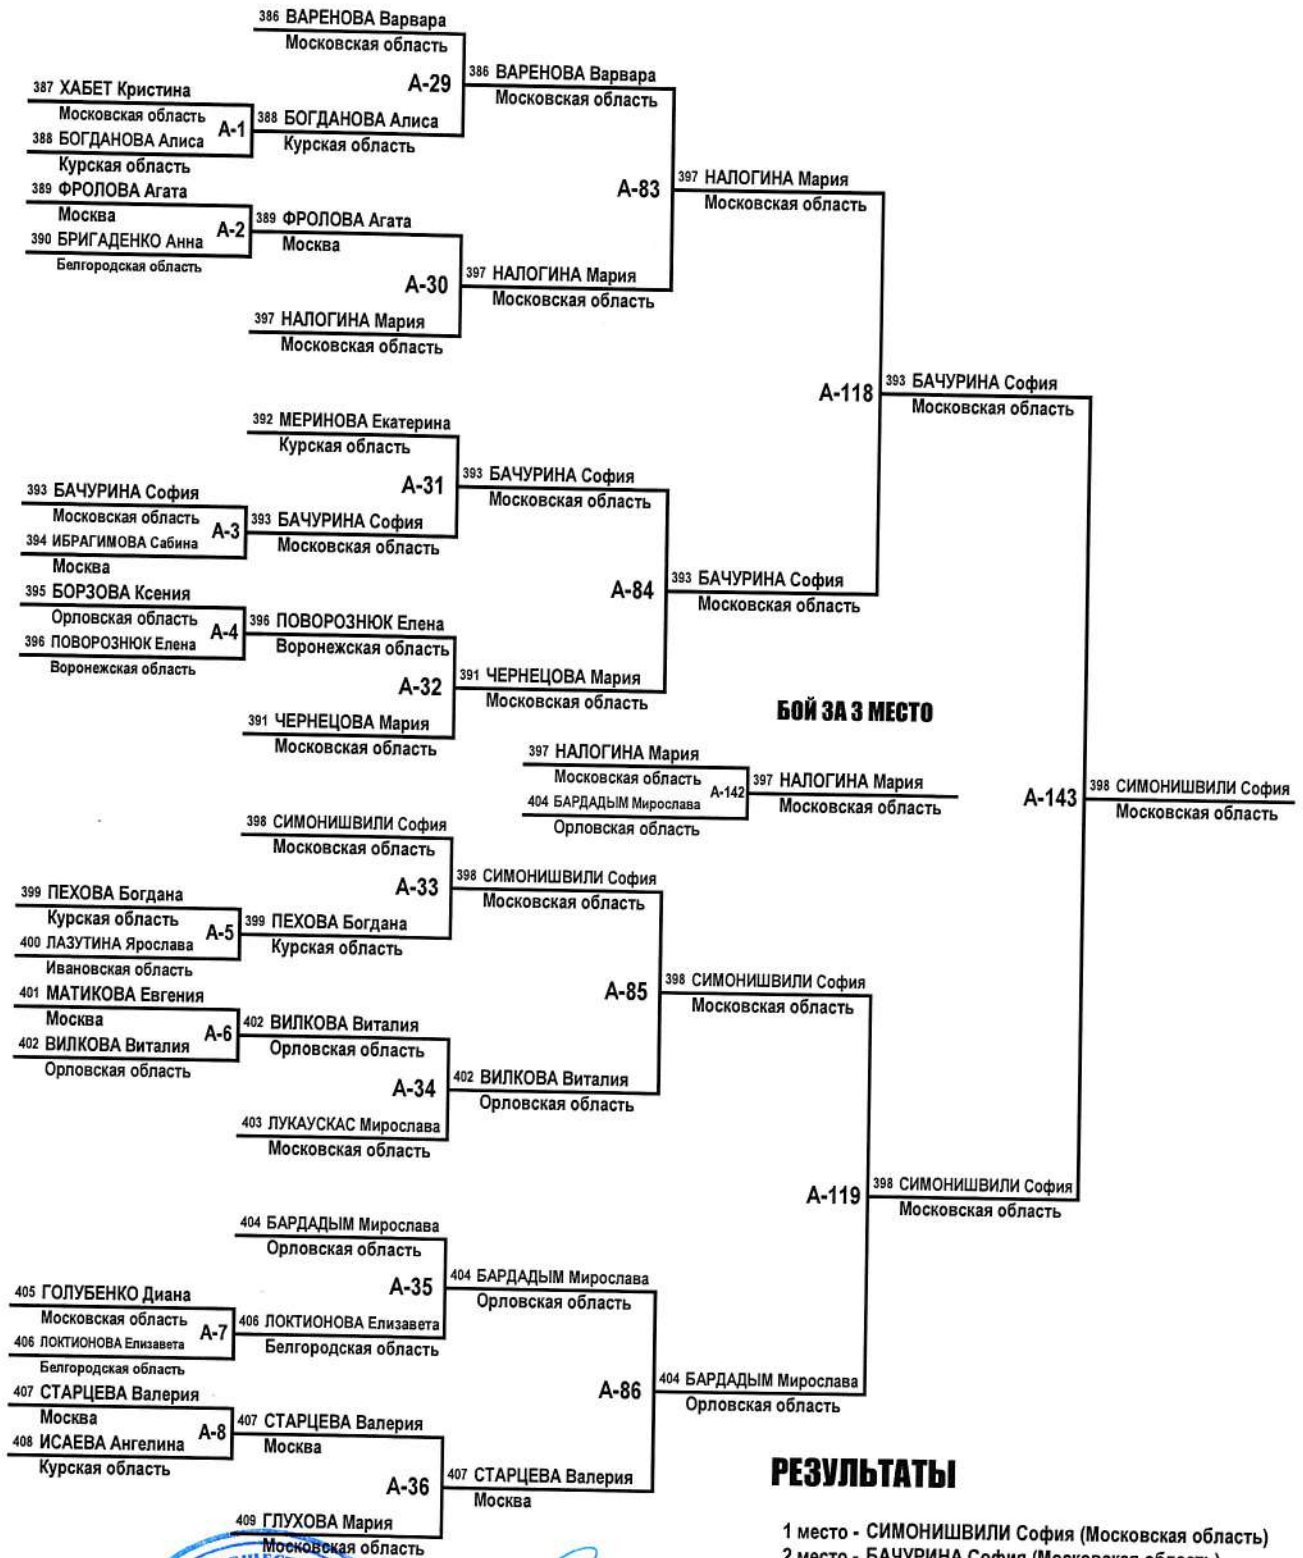 386 ВАРЕНОВА Варвара
Московская область
А-29
386 ВАРЕНОВА Варвара
Московская область
387 ХАБЕТ Кристина
Московская область
А-1
388 БОГДАНОВА Алиса
Курская область
388 БОГДАНОВА Алиса
Курская область
А-83
397 НАЛОГИНА Мария
Московская область
389 ФРОЛОВА Агата
Москва
А-2
389 ФРОЛОВА Агата
Москва
390 БРИГАДЕНКО Анна
Белгородская область
А-30
397 НАЛОГИНА Мария
Московская область
397 НАЛОГИНА Мария
Московская область
А-118
393 БАЧУРИНА София
Московская область
392 МЕРИНОВА Екатерина
Курская область
А-31
393 БАЧУРИНА София
Московская область
393 БАЧУРИНА София
Московская область
А-3
393 БАЧУРИНА София
Московская область
394 ИБРАГИМОВА Сабина
Москва
А-84
393 БАЧУРИНА София
Московская область
395 БОРЗОВА Ксения
Орловская область
А-4
396 ПОВОРОЗНЮК Елена
Воронежская область
396 ПОВОРОЗНЮК Елена
Воронежская область
А-32
391 ЧЕРНЕЦОВА Мария
Московская область
391 ЧЕРНЕЦОВА Мария
Московская область
БОЙ ЗА 3 МЕСТО
397 НАЛОГИНА Мария
Московская область
А-142
397 НАЛОГИНА Мария
Московская область
404 БАРДАДЫМ Мирослава
Орловская область
А-143
398 СИМОНИШВИЛИ София
Московская область
398 СИМОНИШВИЛИ София
Московская область
А-33
398 СИМОНИШВИЛИ София
Московская область
399 ПЕХОВА Богдана
Курская область
А-5
399 ПЕХОВА Богдана
Курская область
400 ЛАЗУТИНА Ярослава
Ивановская область
А-85
398 СИМОНИШВИЛИ София
Московская область
401 МАТИКОВА Евгения
Москва
А-6
402 ВИЛКОВА Виталия
Орловская область
402 ВИЛКОВА Виталия
Орловская область
А-34
402 ВИЛКОВА Виталия
Орловская область
403 ЛУКАУСКАС Мирослава
Московская область
А-119
398 СИМОНИШВИЛИ София
Московская область
404 БАРДАДЫМ Мирослава
Орловская область
А-35
404 БАРДАДЫМ Мирослава
Орловская область
405 ГОЛУБЕНКО Диана
Московская область
А-7
406 ЛОКТИОНОВА Елизавета
Белгородская область
406 ЛОКТИОНОВА Елизавета
Белгородская область
А-86
404 БАРДАДЫМ Мирослава
Орловская область
407 СТАРЦЕВА Валерия
Москва
А-8
407 СТАРЦЕВА Валерия
Москва
408 ИСАЕВА Ангелина
Курская область
А-36
407 СТАРЦЕВА Валерия
Москва
409 ГЛУХОВА Мария
Московская область
РЕЗУЛЬТАТЫ
1 место - СИМОНИШВИЛИ София (Московская область)
2 место - БАЧУРИНА София (Московская область)